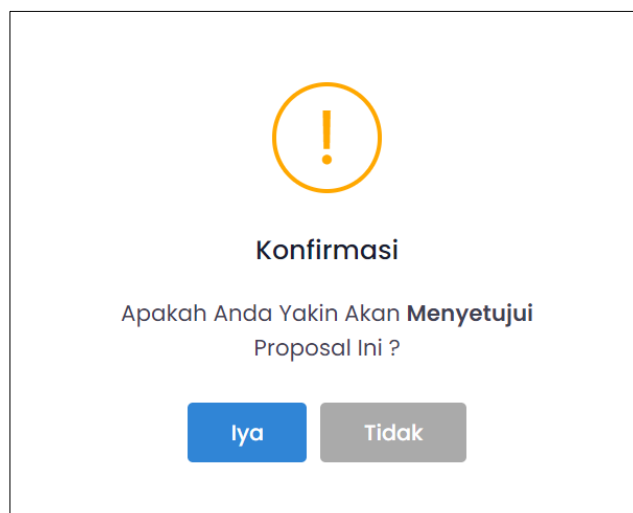 !
Konfirmasi
Apakah Anda Yakin Akan Menyetujui
Proposal Ini ?
Iya
Tidak